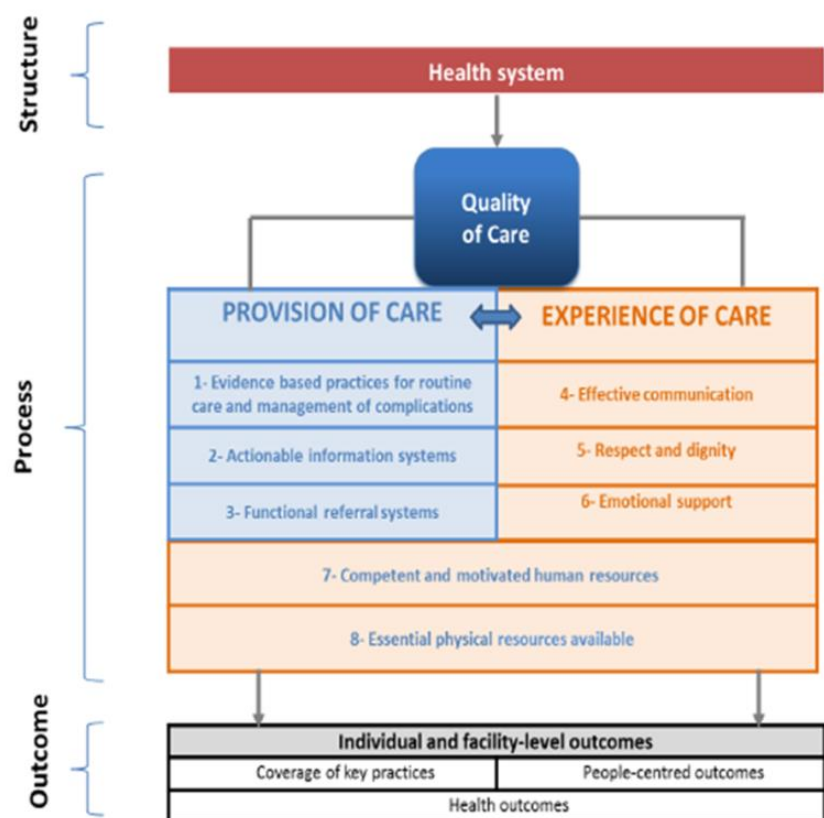 Structure
Health system
Quality
of Care
Process
PROVISION OF CARE
EXPERIENCE OF CARE
1- Evidence based practices for routine
care and management of complications
4- Effective communication
2- Actionable information systems
5- Respect and dignity
3- Functional referral systems
6- Emotional support
7- Competent and motivated human resources
8- Essential physical resources available
Outcome
Individual and facility-level outcomes
Coverage of key practices
People-centred outcomes
Health outcomes